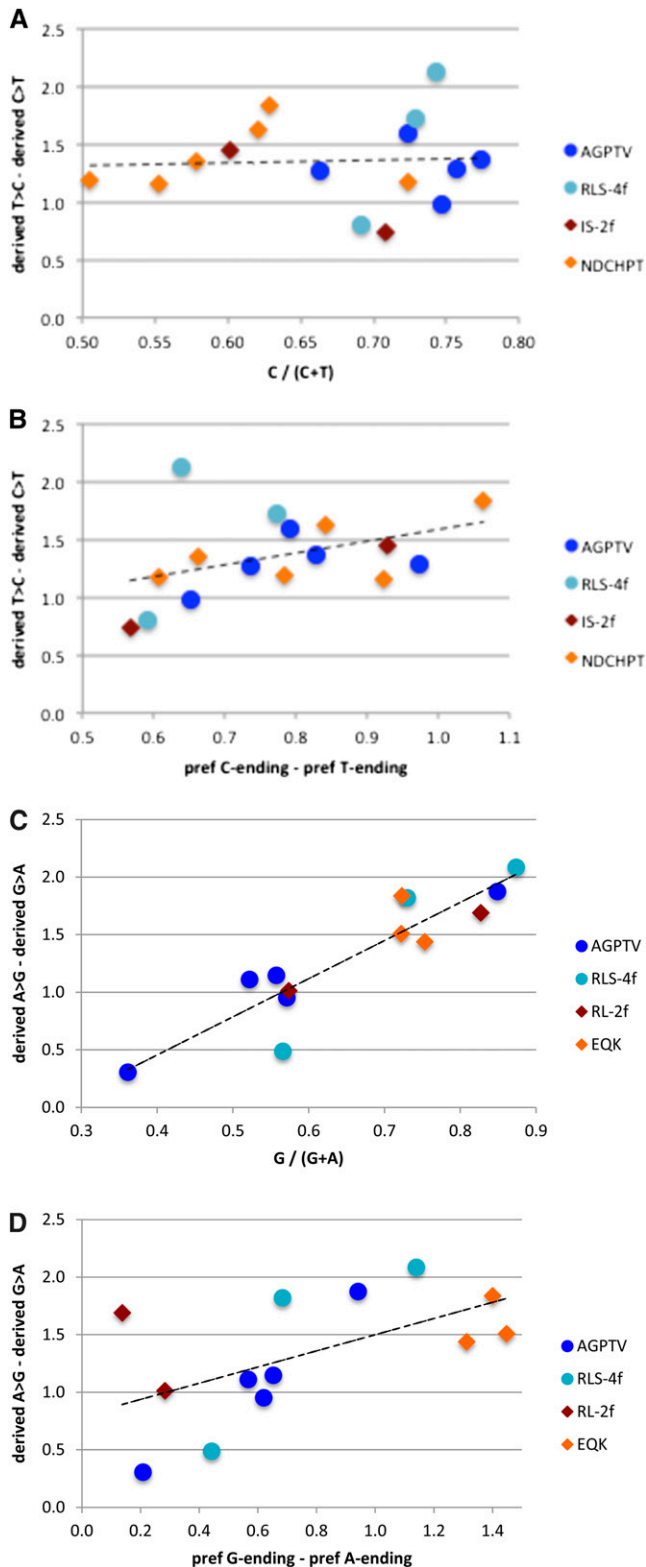 A
derived T>C - derived C>T
2.5
2.0
1.5
1.0
0.5
0.0
0.50 0.55 0.60 0.65 0.70 0.75 0.80
C / (C+T)
AGPTV
RLS-4f
IS-2f
NDCHPT
B
derived T>C - derived C>T
2.5
2.0
1.5
1.0
0.5
0.0
0.5 0.6 0.7 0.8 0.9 1.0 1.1
pref C-ending - pref T-ending
AGPTV
RLS-4f
IS-2f
NDCHPT
C
derived A>G - derived G>A
2.5
2.0
1.5
1.0
0.5
0.0
0.3 0.4 0.5 0.6 0.7 0.8 0.9
G / (G+A)
AGPTV
RLS-4f
RL-2f
EQK
D
derived A>G - derived G>A
2.5
2.0
1.5
1.0
0.5
0.0
0.0 0.2 0.4 0.6 0.8 1.0 1.2 1.4
pref G-ending - pref A-ending
AGPTV
RLS-4f
RL-2f
EQK